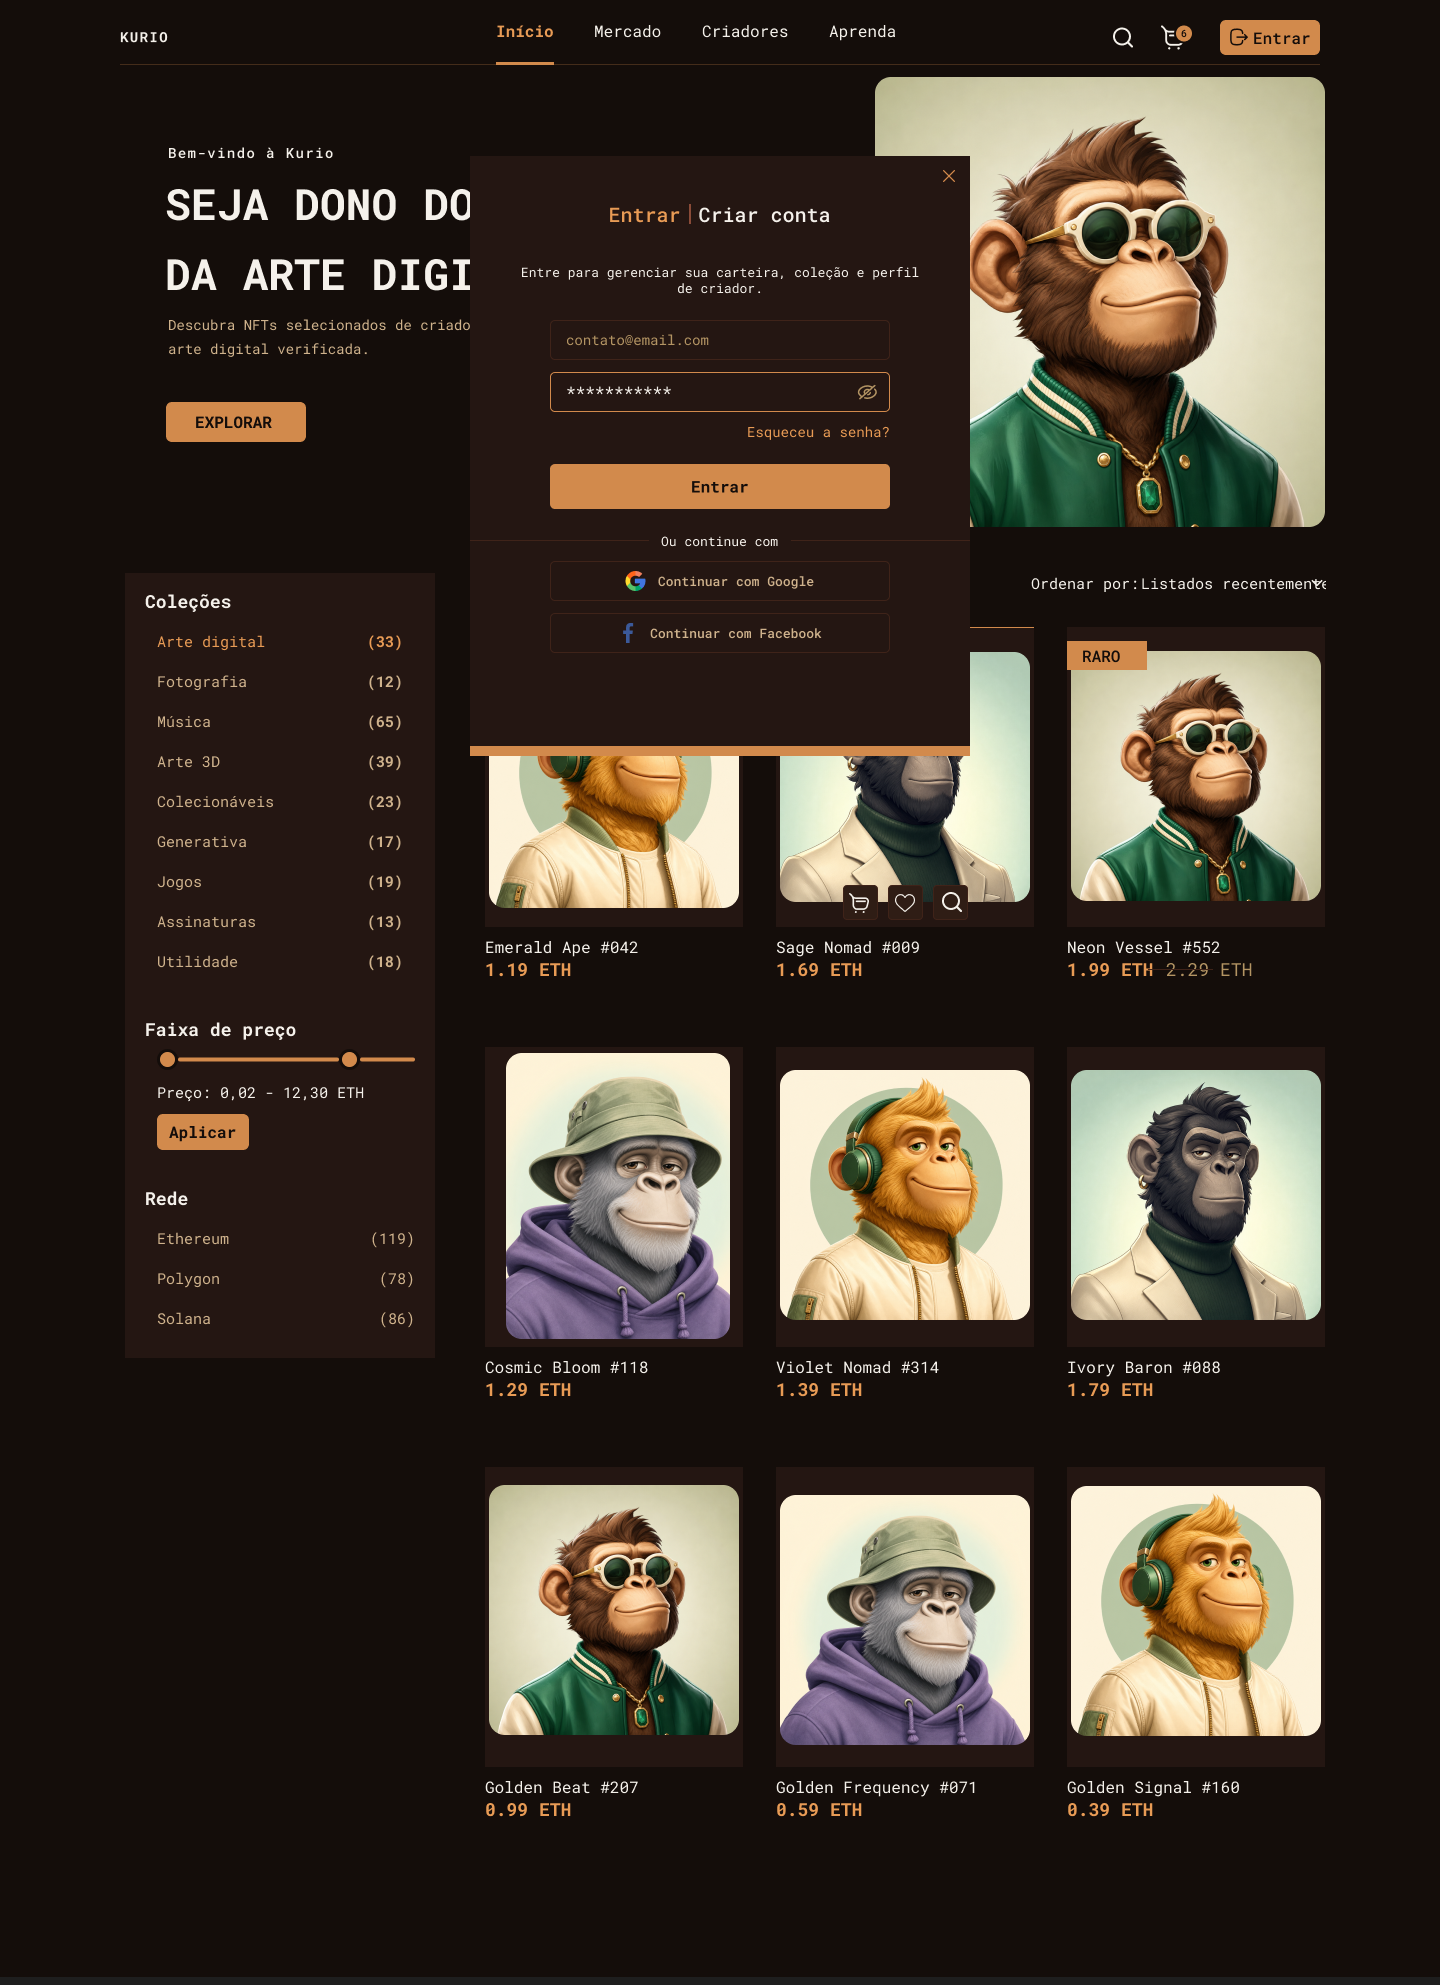 KURIO
Início
Mercado
Criadores
Aprenda
6
Entrar
Bem-vindo à Kurio
SEJA DONO DO
DA ARTE DIGI
Descubra NFTs selecionados de criado
arte digital verificada.
EXPLORAR
Entrar
Criar conta
Entre para gerenciar sua carteira, coleção e perfil
de criador.
contato@email.com
***********
Esqueceu a senha?
Entrar
Ou continue com
Continuar com Google
Continuar com Facebook
Ordenar por: Listados recentemente
Coleções
Arte digital (33)
Fotografia (12)
Música (65)
Arte 3D (39)
Colecionáveis (23)
Generativa (17)
Jogos (19)
Assinaturas (13)
Utilidade (18)
Faixa de preço
Preço: 0,02 - 12,30 ETH
Aplicar
Rede
Ethereum (119)
Polygon (78)
Solana (86)
RARO
Emerald Ape #042
1.19 ETH
Sage Nomad #009
1.69 ETH
Neon Vessel #552
1.99 ETH 2.29 ETH
Cosmic Bloom #118
1.29 ETH
Violet Nomad #314
1.39 ETH
Ivory Baron #088
1.79 ETH
Golden Beat #207
0.99 ETH
Golden Frequency #071
0.59 ETH
Golden Signal #160
0.39 ETH